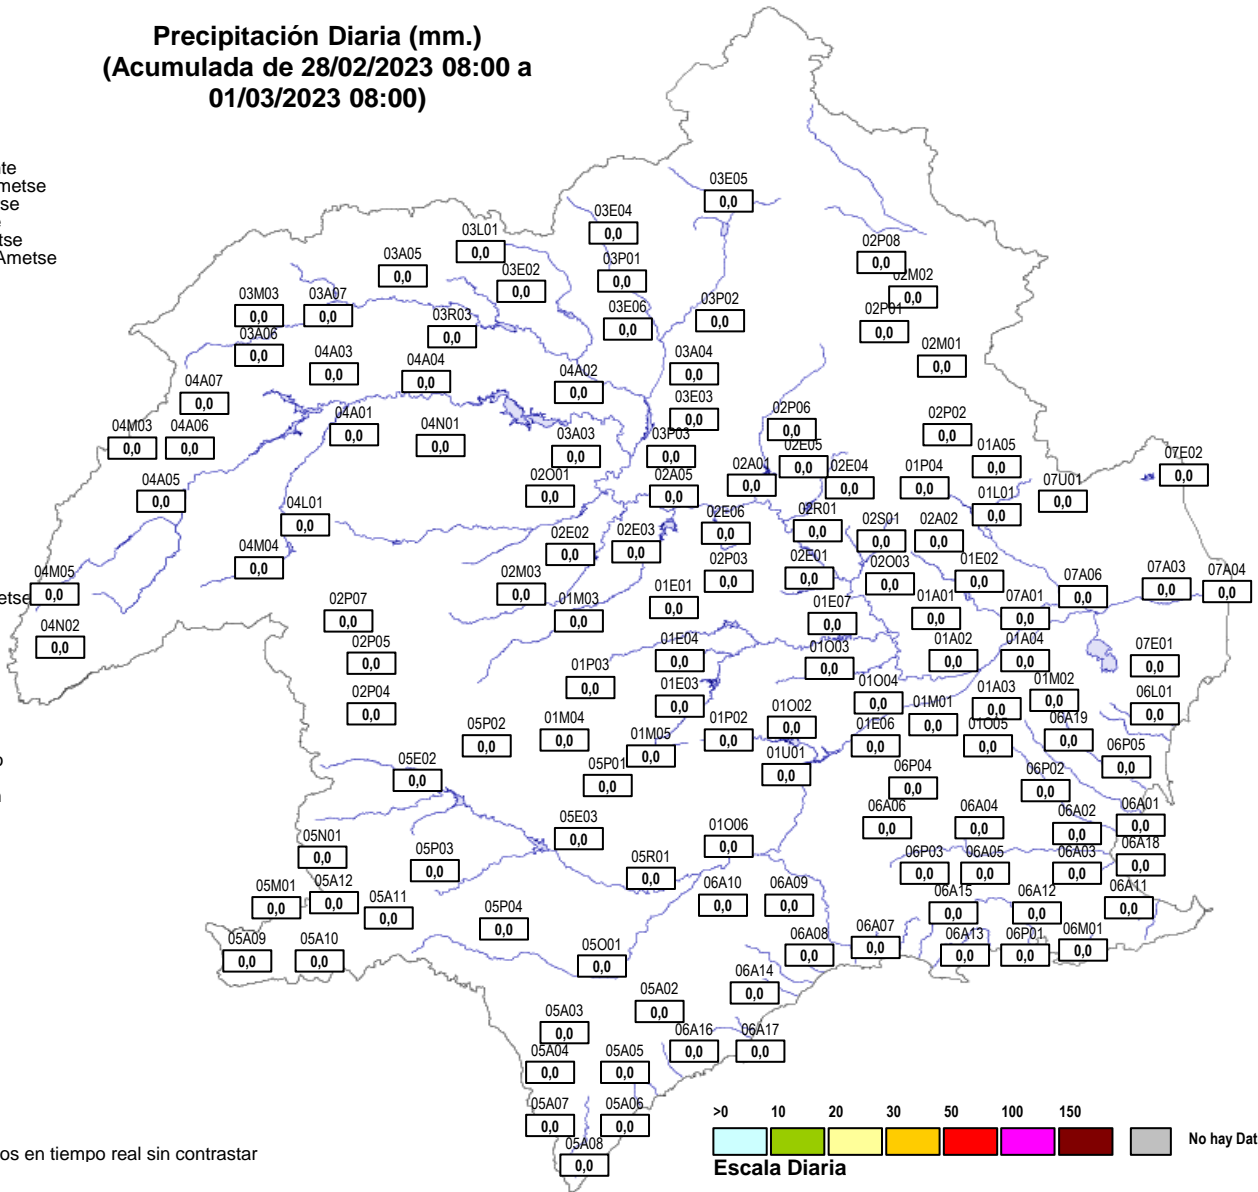 Precipitación Diaria (mm.)
(Acumulada de 28/02/2023 08:00 a
01/03/2023 08:00)
Ametse
03E05
0,0
03E04
0,0
03L01
0,0
03A05
0,0
03P01
0,0
03E02
0,0
02P08
0,0
02M02
0,0
03M03
0,0
03A07
0,0
03P02
0,0
03E06
0,0
03R03
0,0
02P01
0,0
03A06
0,0
04A03
0,0
04A04
0,0
03A04
0,0
02M01
0,0
04A02
0,0
04A07
0,0
03E03
0,0
04A01
0,0
04N01
0,0
02P06
0,0
02P02
0,0
04M03
0,0
04A06
0,0
03A03
0,0
03P03
0,0
02E05
0,0
01A05
0,0
07E02
0,0
04A05
0,0
02O01
0,0
02A05
0,0
02A01
0,0
02E04
0,0
01P04
0,0
07U01
0,0
01L01
0,0
04L01
0,0
02E06
0,0
02R01
0,0
02S01
0,0
02A02
0,0
02E02
0,0
02E03
0,0
04M04
0,0
02P03
0,0
02E01
0,0
02O03
0,0
01E02
0,0
04M05
0,0
02M03
0,0
07A06
0,0
07A03
0,0
07A04
0,0
01E01
0,0
01M03
0,0
02P07
0,0
01E07
0,0
01A01
0,0
07A01
0,0
04N02
0,0
02P05
0,0
01E04
0,0
01O03
0,0
01A02
0,0
01A04
0,0
07E01
0,0
01P03
0,0
01E03
0,0
01O04
0,0
01A03
0,0
01M02
0,0
06L01
0,0
02P04
0,0
05P02
0,0
01M04
0,0
01M05
0,0
01P02
0,0
01O02
0,0
01M01
0,0
01E06
0,0
01O05
0,0
06A19
0,0
06P05
0,0
05E02
0,0
05P01
0,0
01U01
0,0
06P04
0,0
06P02
0,0
05E03
0,0
01O06
0,0
06A06
0,0
06A04
0,0
06A02
0,0
06A01
0,0
05N01
0,0
05P03
0,0
05R01
0,0
06P03
0,0
06A05
0,0
06A03
0,0
06A18
0,0
05M01
0,0
05A12
0,0
05A11
0,0
06A10
0,0
06A09
0,0
06A15
0,0
06A12
0,0
06A11
0,0
05P04
0,0
05A09
0,0
05A10
0,0
05O01
0,0
06A08
0,0
06A07
0,0
06A13
0,0
06P01
0,0
06M01
0,0
06A14
0,0
05A02
0,0
05A03
0,0
06A16
0,0
06A17
0,0
05A04
0,0
05A05
0,0
05A07
0,0
05A06
0,0
05A08
0,0
>0 10 20 30 50 100 150
No hay Dat
Escala Diaria
os en tiempo real sin contrastar